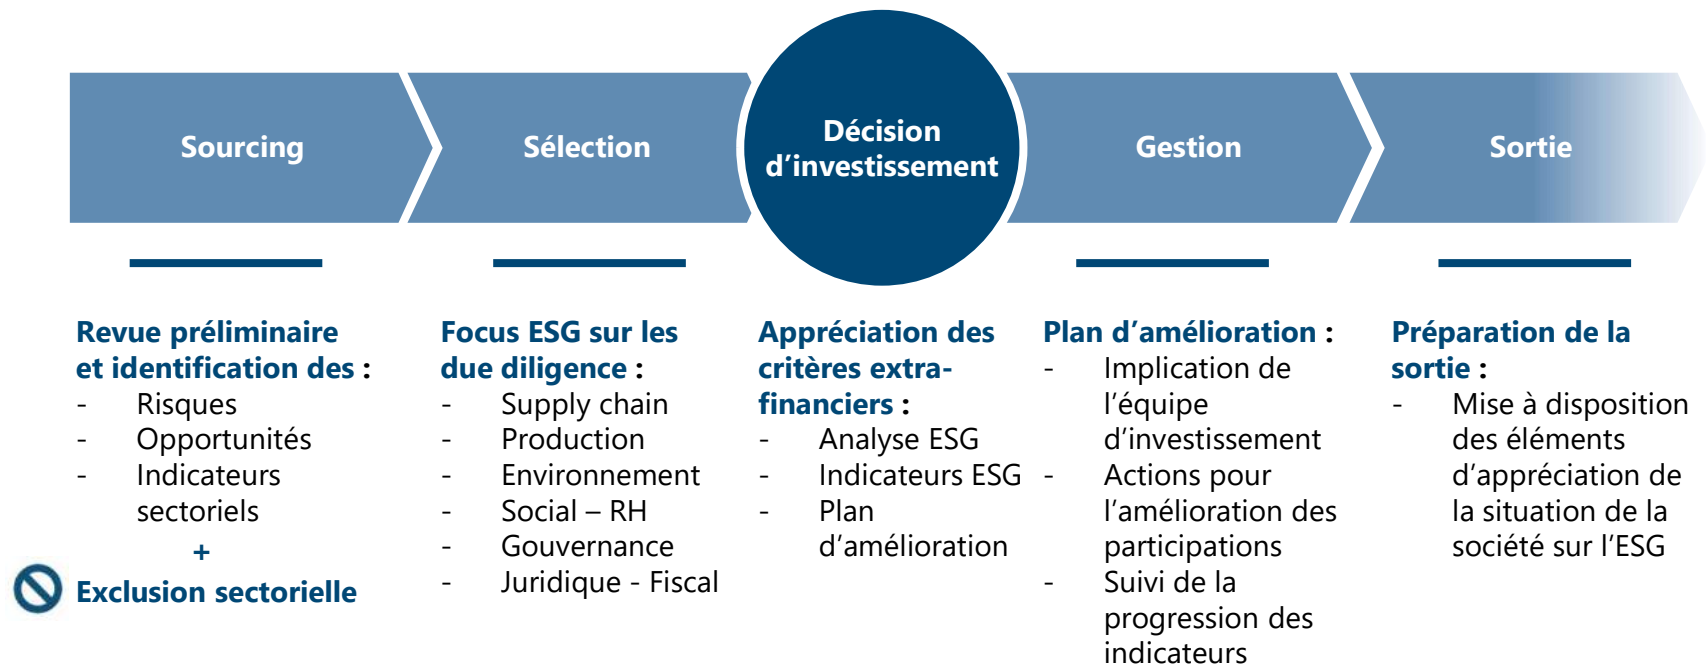 Sourcing
Sélection
Décision
d’investissement
Gestion
Sortie
Revue préliminaire
et identification des :
- Risques
- Opportunités
- Indicateurs
sectoriels
+
Exclusion sectorielle
Focus ESG sur les
due diligence :
- Supply chain
- Production
- Environnement
- Social – RH
- Gouvernance
- Juridique - Fiscal
Appréciation des
critères extra-
financiers :
- Analyse ESG
- Indicateurs ESG
- Plan
d’amélioration
Plan d’amélioration :
- Implication de
l’équipe
d’investissement
- Actions pour
l’amélioration des
participations
- Suivi de la
progression des
indicateurs
Préparation de la
sortie :
- Mise à disposition
des éléments
d’appréciation de
la situation de la
société sur l’ESG